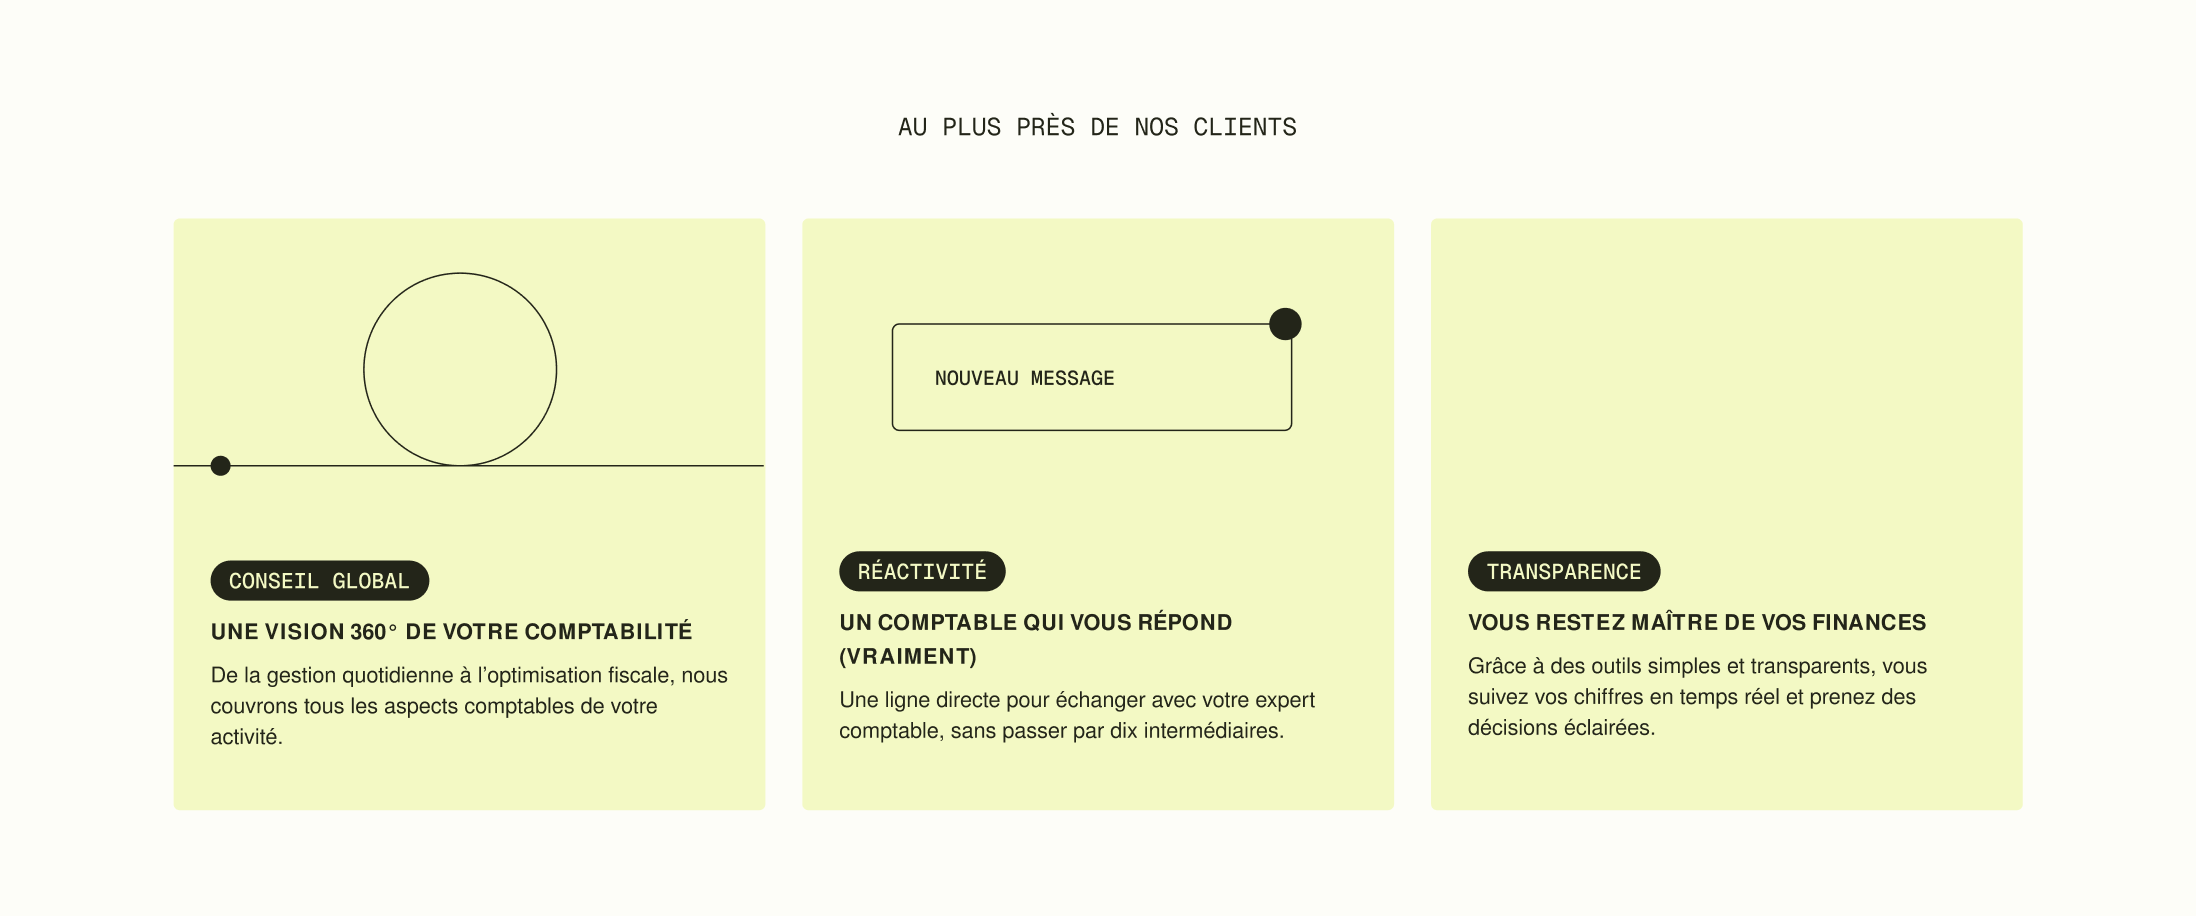 AU PLUS PRÈS DE NOS CLIENTS
CONSEIL GLOBAL
UNE VISION 360° DE VOTRE COMPTABILITÉ
De la gestion quotidienne à l’optimisation fiscale, nous
couvrons tous les aspects comptables de votre
activité.
NOUVEAU MESSAGE
RÉACTIVITÉ
UN COMPTABLE QUI VOUS RÉPOND
(VRAIMENT)
Une ligne directe pour échanger avec votre expert
comptable, sans passer par dix intermédiaires.
TRANSPARENCE
VOUS RESTEZ MAÎTRE DE VOS FINANCES
Grâce à des outils simples et transparents, vous
suivez vos chiffres en temps réel et prenez des
décisions éclairées.